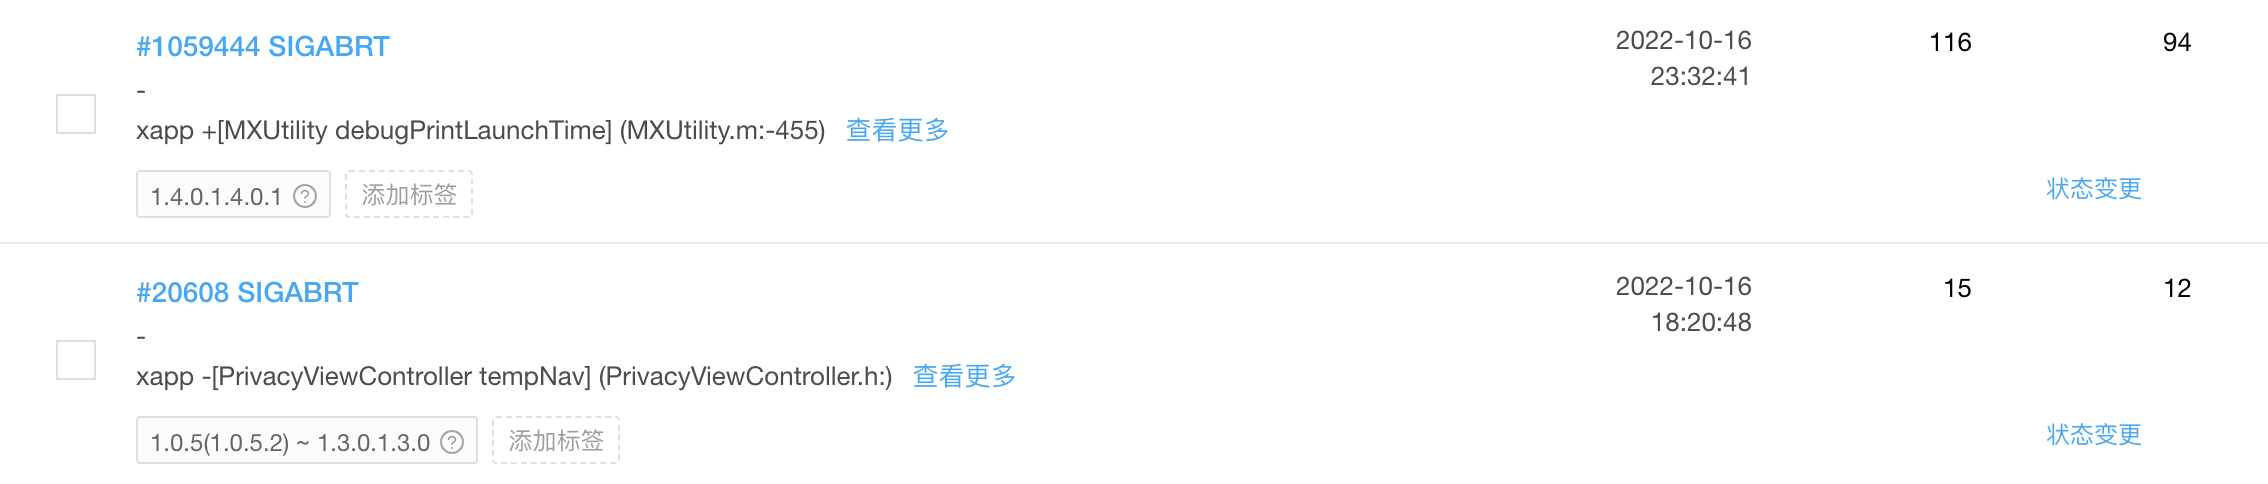 #1059444 SIGABRT 2022-10-16 116 94
23:32:41
-
xapp +[MXUtility debugPrintLaunchTime] (MXUtility.m:-455) 查看更多
1.4.0.1.4.0.1 ? 添加标签 状态变更
#20608 SIGABRT 2022-10-16 15 12
18:20:48
-
xapp -[PrivacyViewController tempNav] (PrivacyViewController.h:) 查看更多
1.0.5(1.0.5.2) ~ 1.3.0.1.3.0 ? 添加标签 状态变更